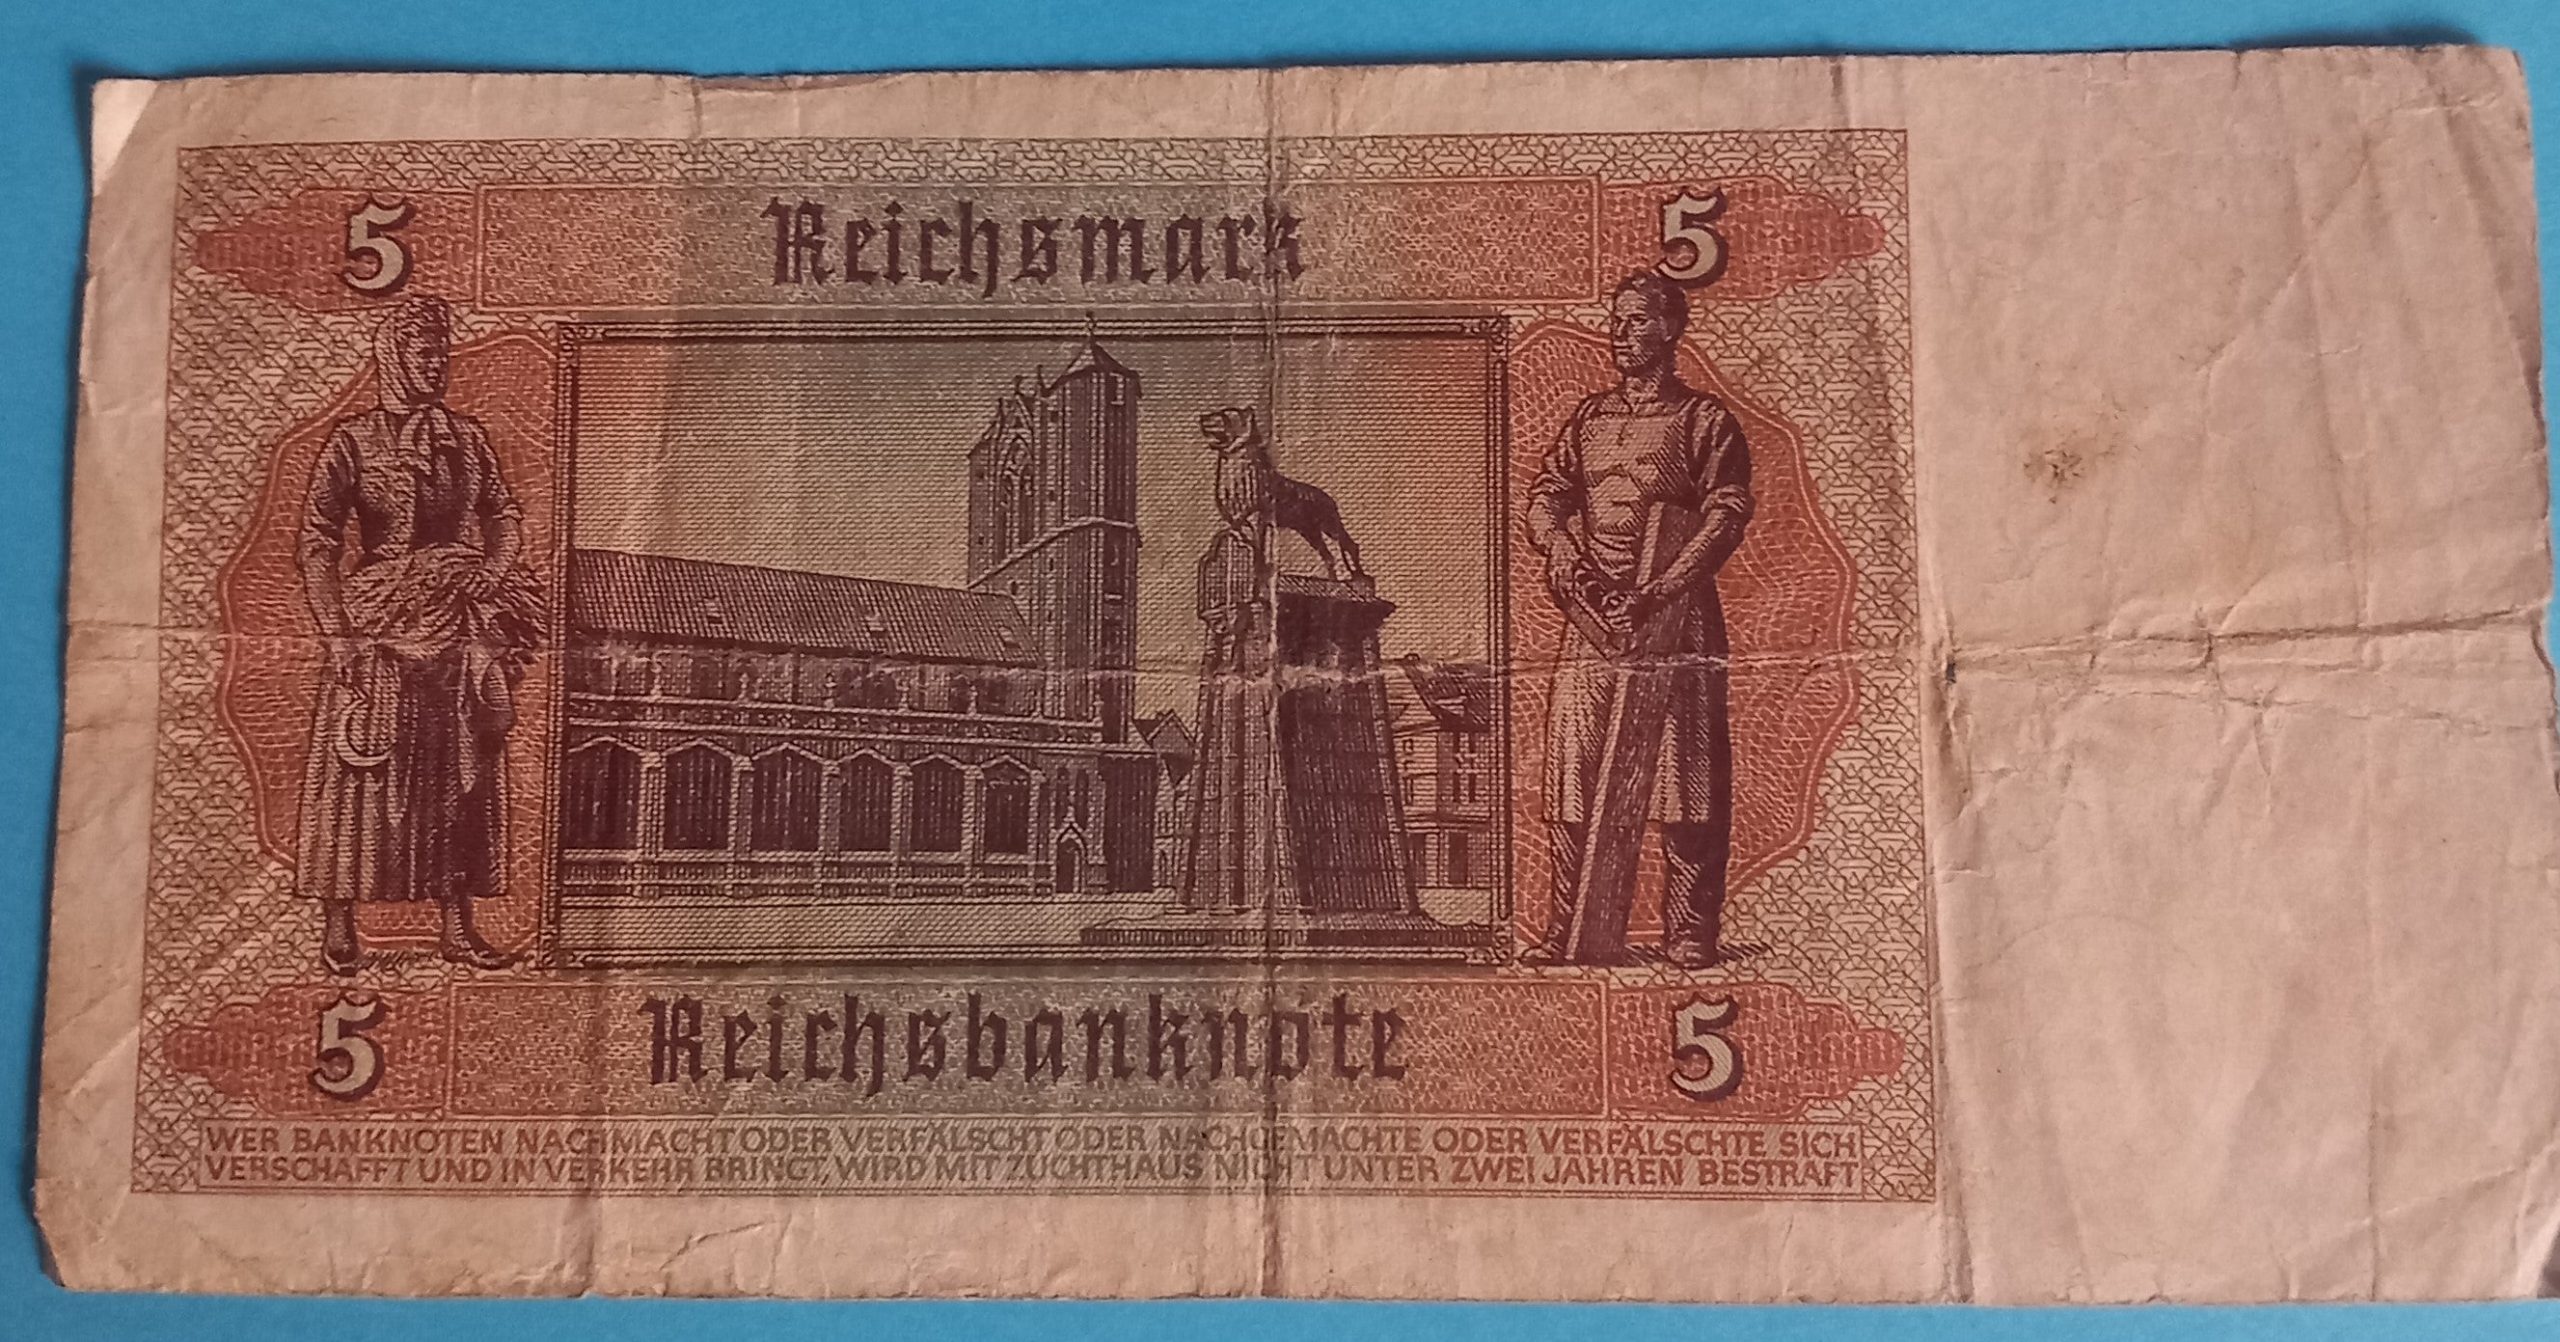 5 Reichsmark 5
Reichsbanknote
5 5
WER BANKNOTEN NACHMACHT ODER VERFÄLSCHT ODER NACHGEMACHTE ODER VERFÄLSCHTE SICH
VERSCHAFFT UND IN VERKEHR BRINGT, WIRD MIT ZUCHTHAUS NICHT UNTER ZWEI JAHREN BESTRAFT